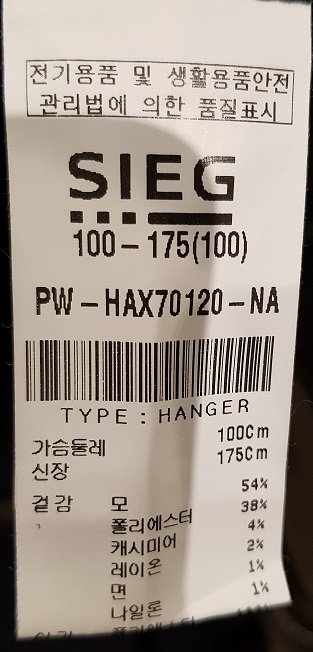 전기용품 및 생활용품안전
관리법에 의한 품질표시
SIEG
100-175(100)
PW-HAX70120-NA
TYPE : HANGER
가슴둘레 100Cm
신장 175Cm
겉감 모 54%
폴리에스터 38%
캐시미어 4%
레이온 2%
면 1%
나일론 1%